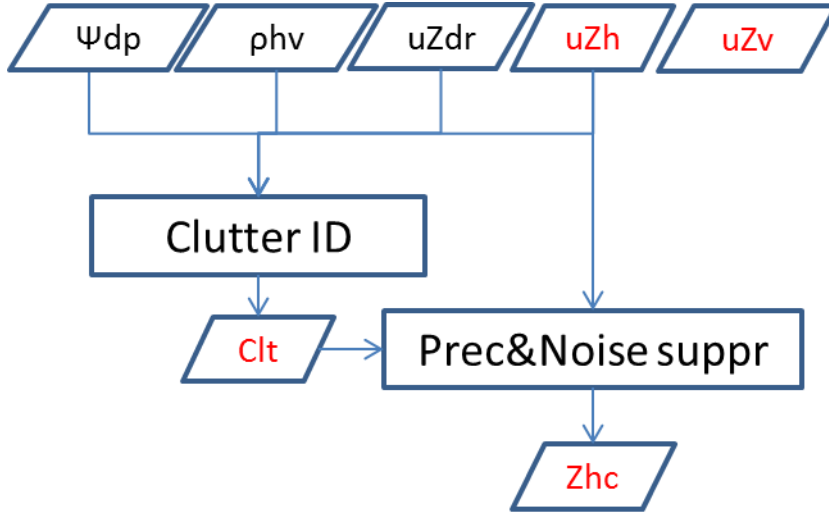 Ψdp
ρhv
uZdr
uZh
uZv
Clutter ID
Clt
Prec&Noise suppr
Zhc